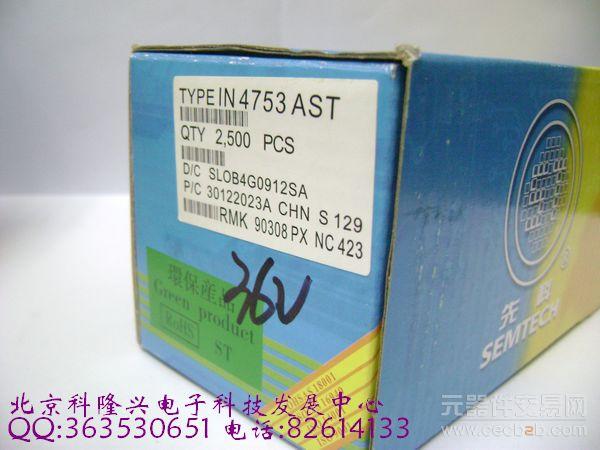 TYPE IN 4753 AST
QTY 2,500 PCS
D/C SLOB4G0912SA
P/C 30122023A CHN S 129
RMK 90308 PX NC 423
36V
環保産品
Green product
RoHS
ST
18001
先科
®
SEMTECH
北京科隆兴电子科技发展中心
QQ:363530651 电话:82614133
元器件交易网
www.cecb2b.com